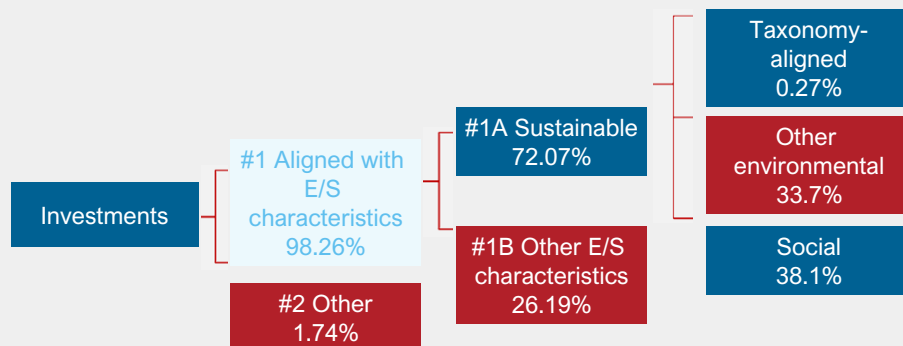 Investments
#1 Aligned with
E/S
characteristics
98.26%
#2 Other
1.74%
#1A Sustainable
72.07%
#1B Other E/S
characteristics
26.19%
Taxonomy-
aligned
0.27%
Other
environmental
33.7%
Social
38.1%